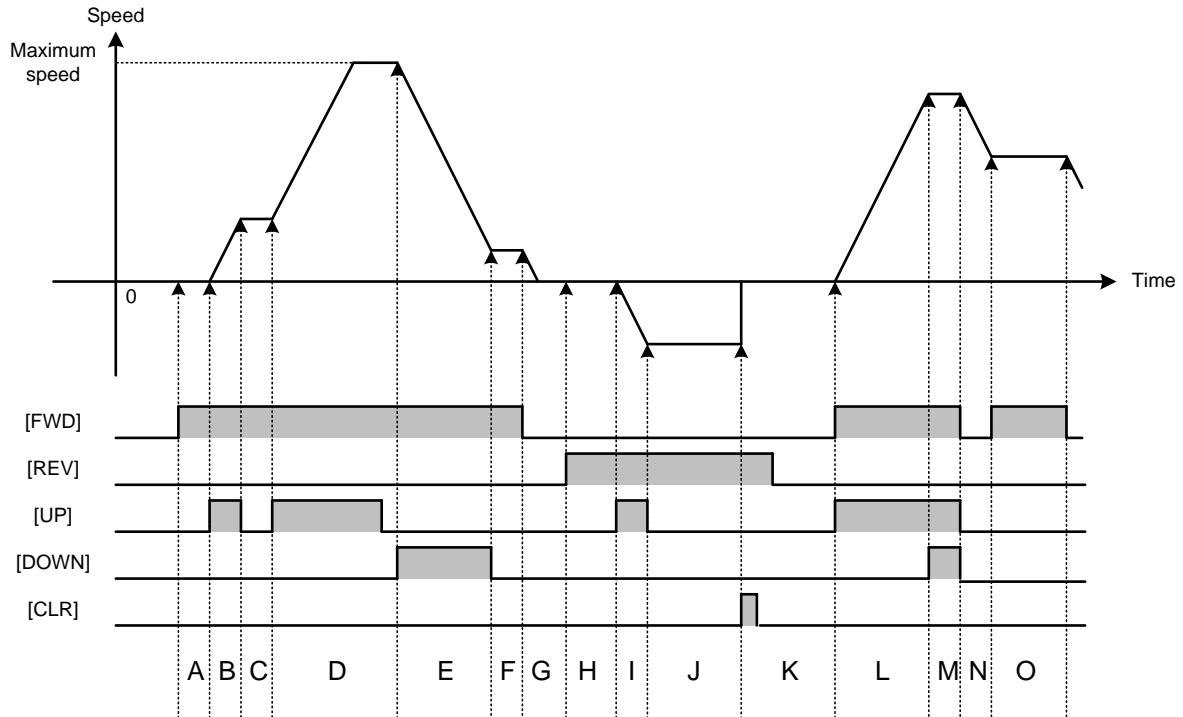 Speed
Maximum
speed
0
Time
[FWD]
[REV]
[UP]
[DOWN]
[CLR]
A B C D E F G H I J K L M N O